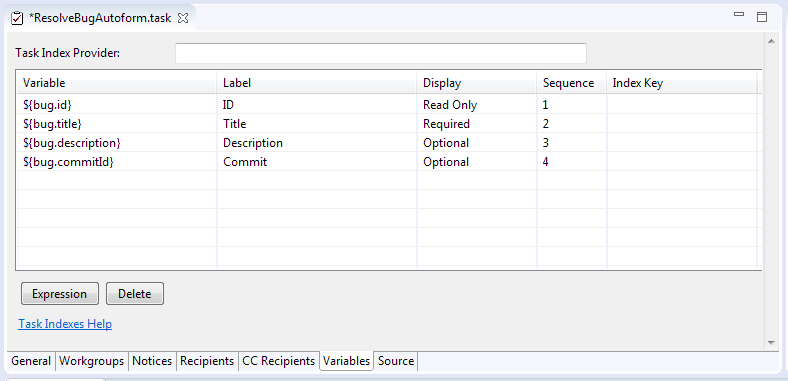 *ResolveBugAutoform.task
Task Index Provider:
Variable Label Display Sequence Index Key
${bug.id} ID Read Only 1
${bug.title} Title Required 2
${bug.description} Description Optional 3
${bug.commitId} Commit Optional 4
Expression Delete
Task Indexes Help
General Workgroups Notices Recipients CC Recipients Variables Source